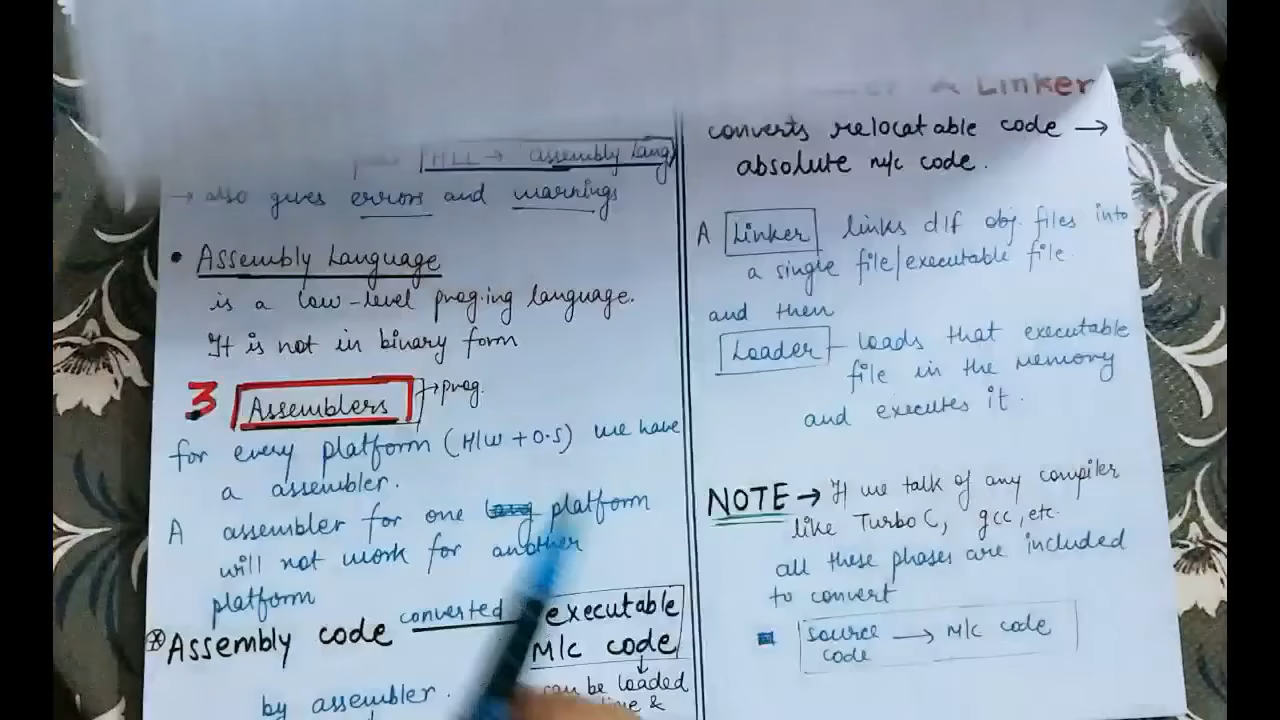 HLL → assembly lang
→ also gives errors and warnings
• Assembly Language
is a low-level prog.ing language.
It is not in binary form
3 Assemblers → prog.
for every platform (H/W + O.S) we have
a assembler.
A assembler for one platform
will not work for another
platform
Assembly code converted executable
M/c code
by assembler.
can be loaded
&
& Linker
converts relocatable code →
absolute m/c code.
A Linker links dif obj. files into
a single file/executable file.
and then
Loader - loads that executable
file in the memory
and executes it.
NOTE → If we talk of any compiler
like Turbo C, gcc, etc.
all these phases are included
to convert
source → M/c code
code